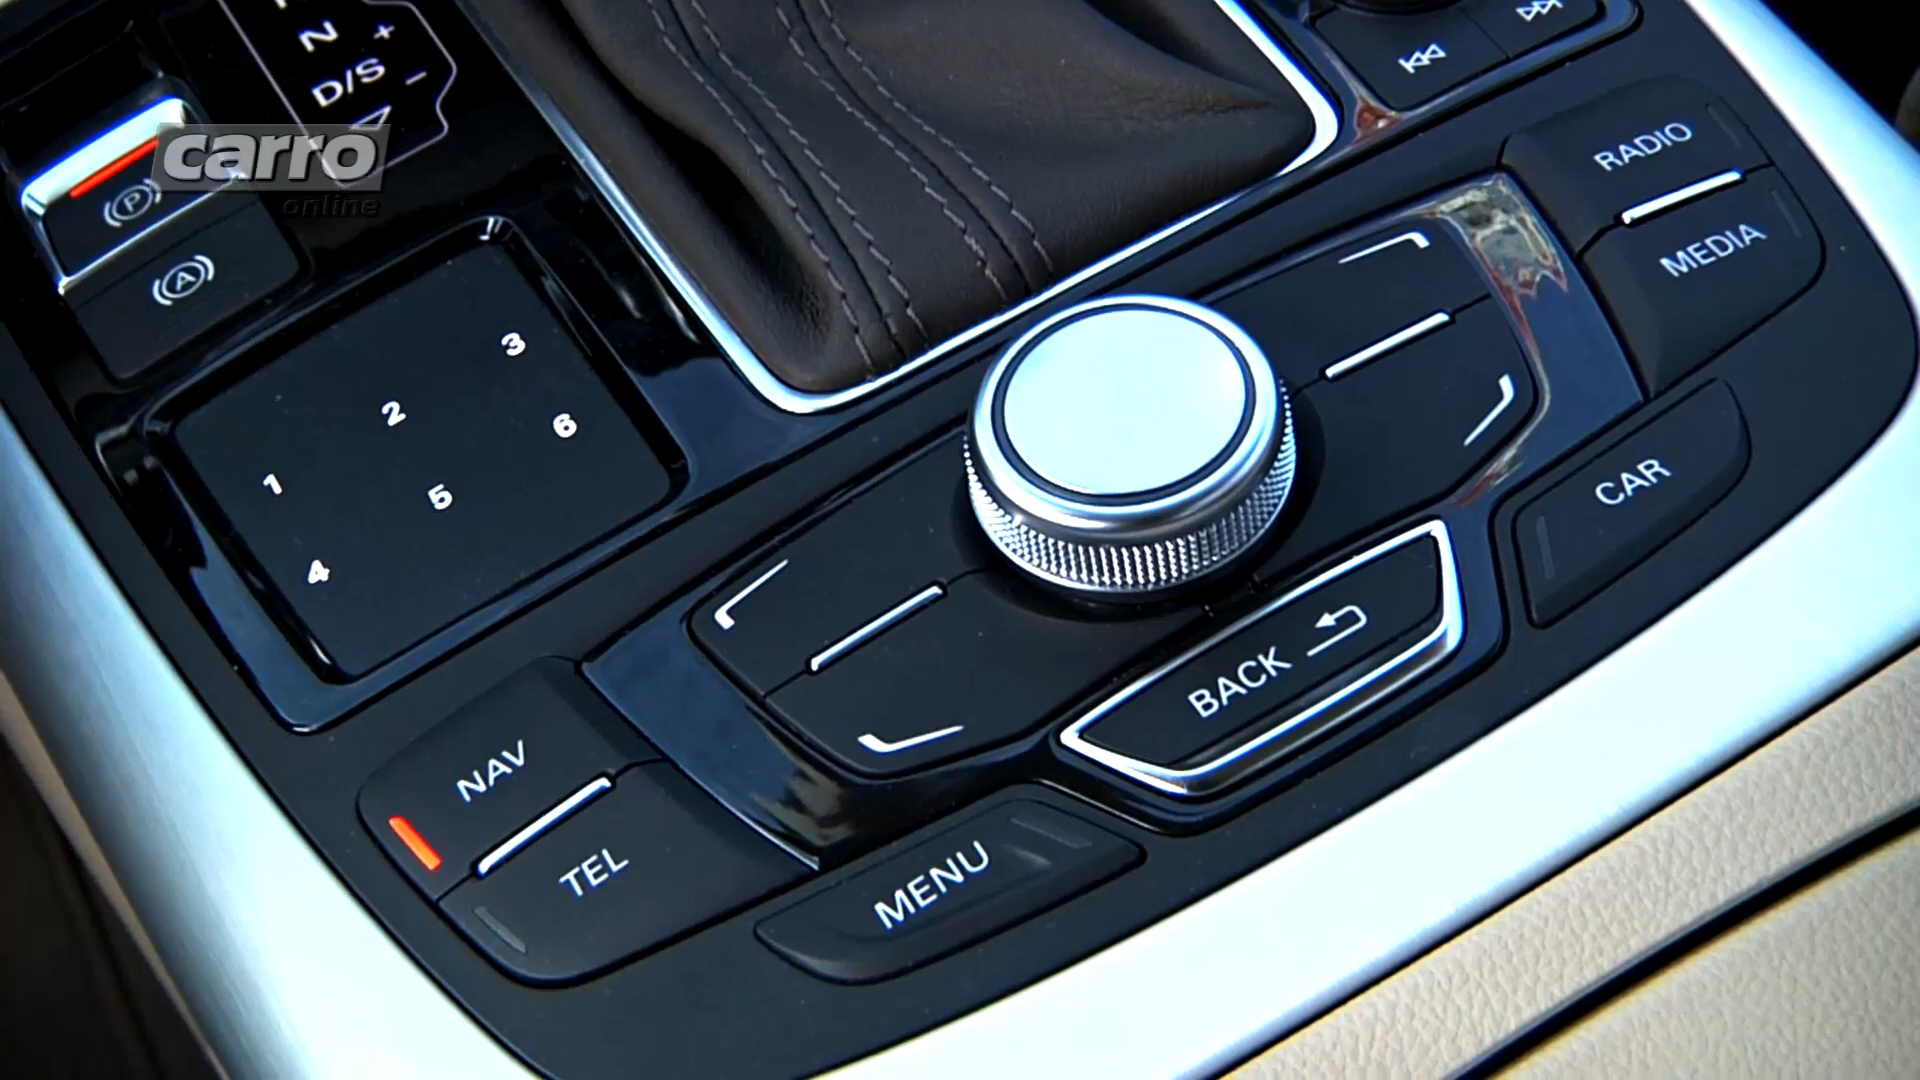 N
+
D/S
−
carro
online
(P)
(A)
1
2
3
4
5
6
RADIO
MEDIA
CAR
BACK
NAV
TEL
MENU